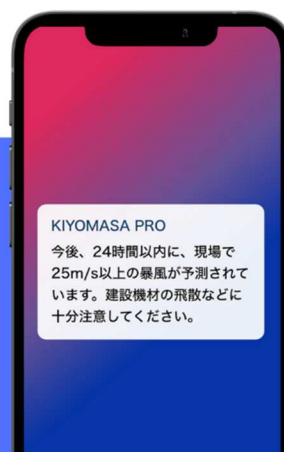 KIYOMASA PRO
今後、24時間以内に、現場で
25m/s以上の暴風が予測されて
います。建設機材の飛散などに
十分注意してください。